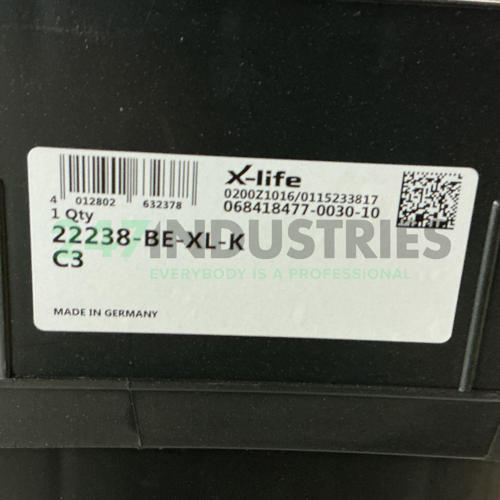 X-life
0200Z1016/0115233817
068418477-0030-10
4 012802 632378
1 Qty
22238-BE-XL-K
C3
247 INDUSTRIES
EVERYBODY IS A PROFESSIONAL
MADE IN GERMANY